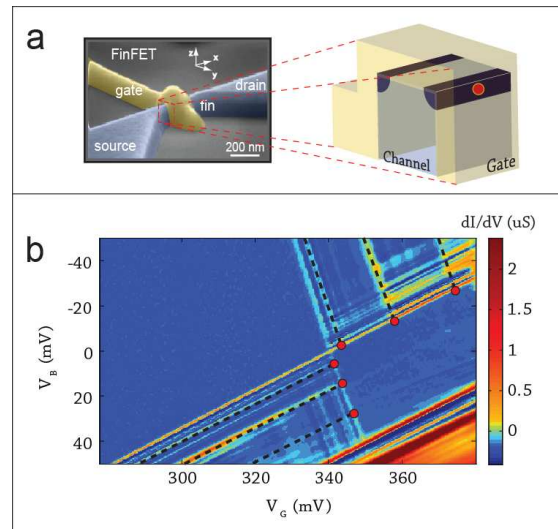 a
FinFET
z
x
y
gate
drain
fin
source
200 nm
Channel
Gate
b
dI/dV (uS)
-40
-20
0
20
40
V_B (mV)
300
320
340
360
V_G (mV)
2
1.5
1
0.5
0